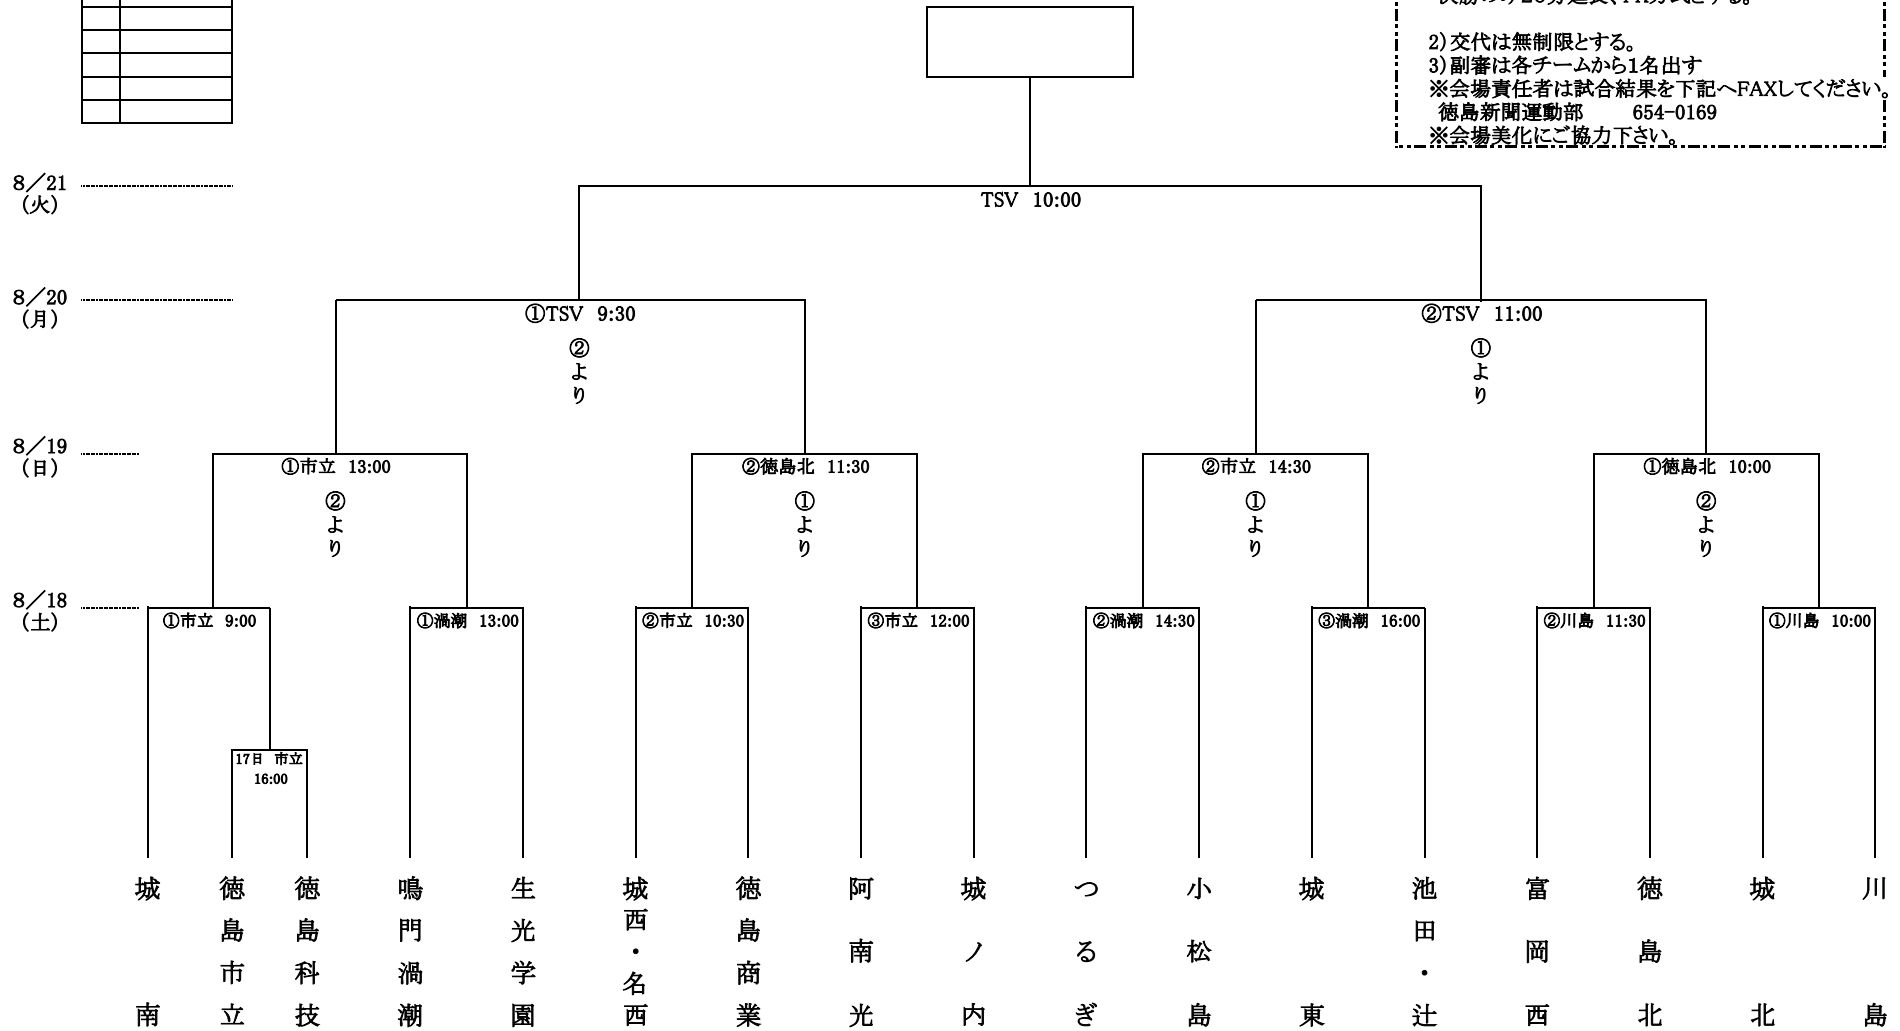 2)交代は無制限とする。
3)副審は各チームから1名出す
※会場責任者は試合結果を下記へFAXしてください。
徳島新聞運動部 654-0169
※会場美化にご協力下さい。
8/21
(火)
TSV 10:00
8/20
(月)
①TSV 9:30
②TSV 11:00
②より
①より
8/19
(日)
①市立 13:00
②徳島北 11:30
②市立 14:30
①徳島北 10:00
②より
①より
①より
②より
8/18
(土)
①市立 9:00
①渦潮 13:00
②市立 10:30
③市立 12:00
②渦潮 14:30
③渦潮 16:00
②川島 11:30
①川島 10:00
17日 市立
16:00
城南
徳島市立
徳島科技
鳴門渦潮
生光学園
城西・名西
徳島商業
阿南光
城ノ内
つるぎ
小松島
城東
池田・辻
富岡西
徳島北
城北
川島